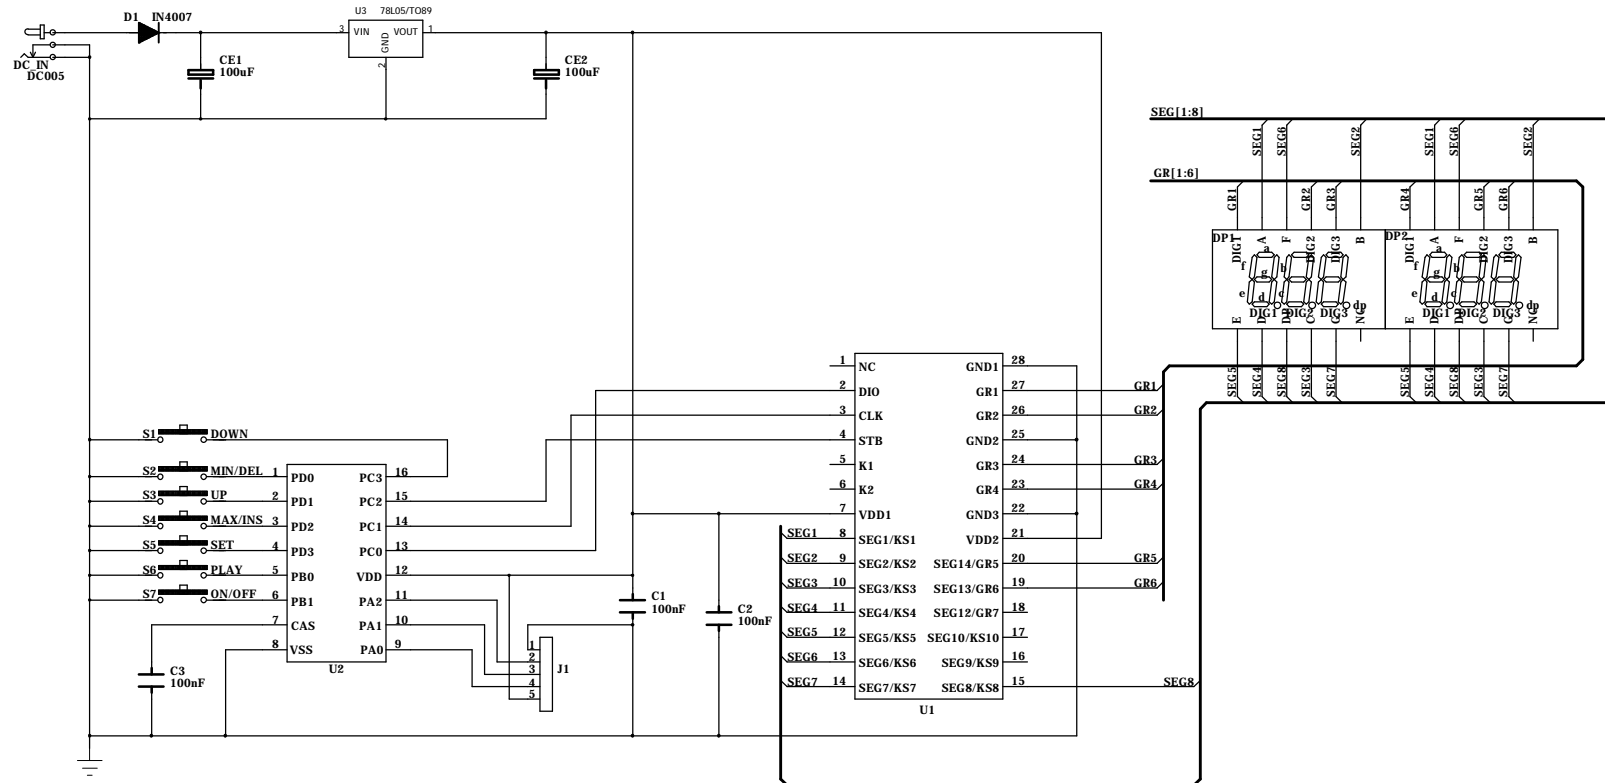 D1 IN4007
DC_IN
DC005
CE1
100uF
U3 78L05/TO89
3 VIN VOUT 1
GND
2
CE2
100uF
SEG[1:8]
SEG1 SEG6 SEG2 SEG1 SEG6 SEG2
GR[1:6]
GR1 GR2 GR3 GR4 GR5 GR6
DP1 DIG1 A F DIG2 DIG3 B
a b c d e f g dp
DIG1 DIG2 DIG3
E D DP C G NC
DP2 DIG1 A F DIG2 DIG3 B
a b c d e f g dp
DIG1 DIG2 DIG3
E D DP C G NC
SEG5 SEG4 SEG8 SEG3 SEG7 SEG5 SEG4 SEG8 SEG3 SEG7
S1 DOWN
S2 MIN/DEL
S3 UP
S4 MAX/INS
S5 SET
S6 PLAY
S7 ON/OFF
1 PD0 PC3 16
2 PD1 PC2 15
3 PD2 PC1 14
4 PD3 PC0 13
5 PB0 VDD 12
6 PB1 PA2 11
7 CAS PA1 10
8 VSS PA0 9
U2
C3
100nF
1
2
3
4
5
J1
C1
100nF
C2
100nF
1 NC GND1 28
2 DIO GR1 27 GR1
3 CLK GR2 26 GR2
4 STB GND2 25
5 K1 GR3 24 GR3
6 K2 GR4 23 GR4
7 VDD1 GND3 22
SEG1 8 SEG1/KS1 VDD2 21
SEG2 9 SEG2/KS2 SEG14/GR5 20 GR5
SEG3 10 SEG3/KS3 SEG13/GR6 19 GR6
SEG4 11 SEG4/KS4 SEG12/GR7 18
SEG5 12 SEG5/KS5 SEG10/KS10 17
SEG6 13 SEG6/KS6 SEG9/KS9 16
SEG7 14 SEG7/KS7 SEG8/KS8 15 SEG8
U1